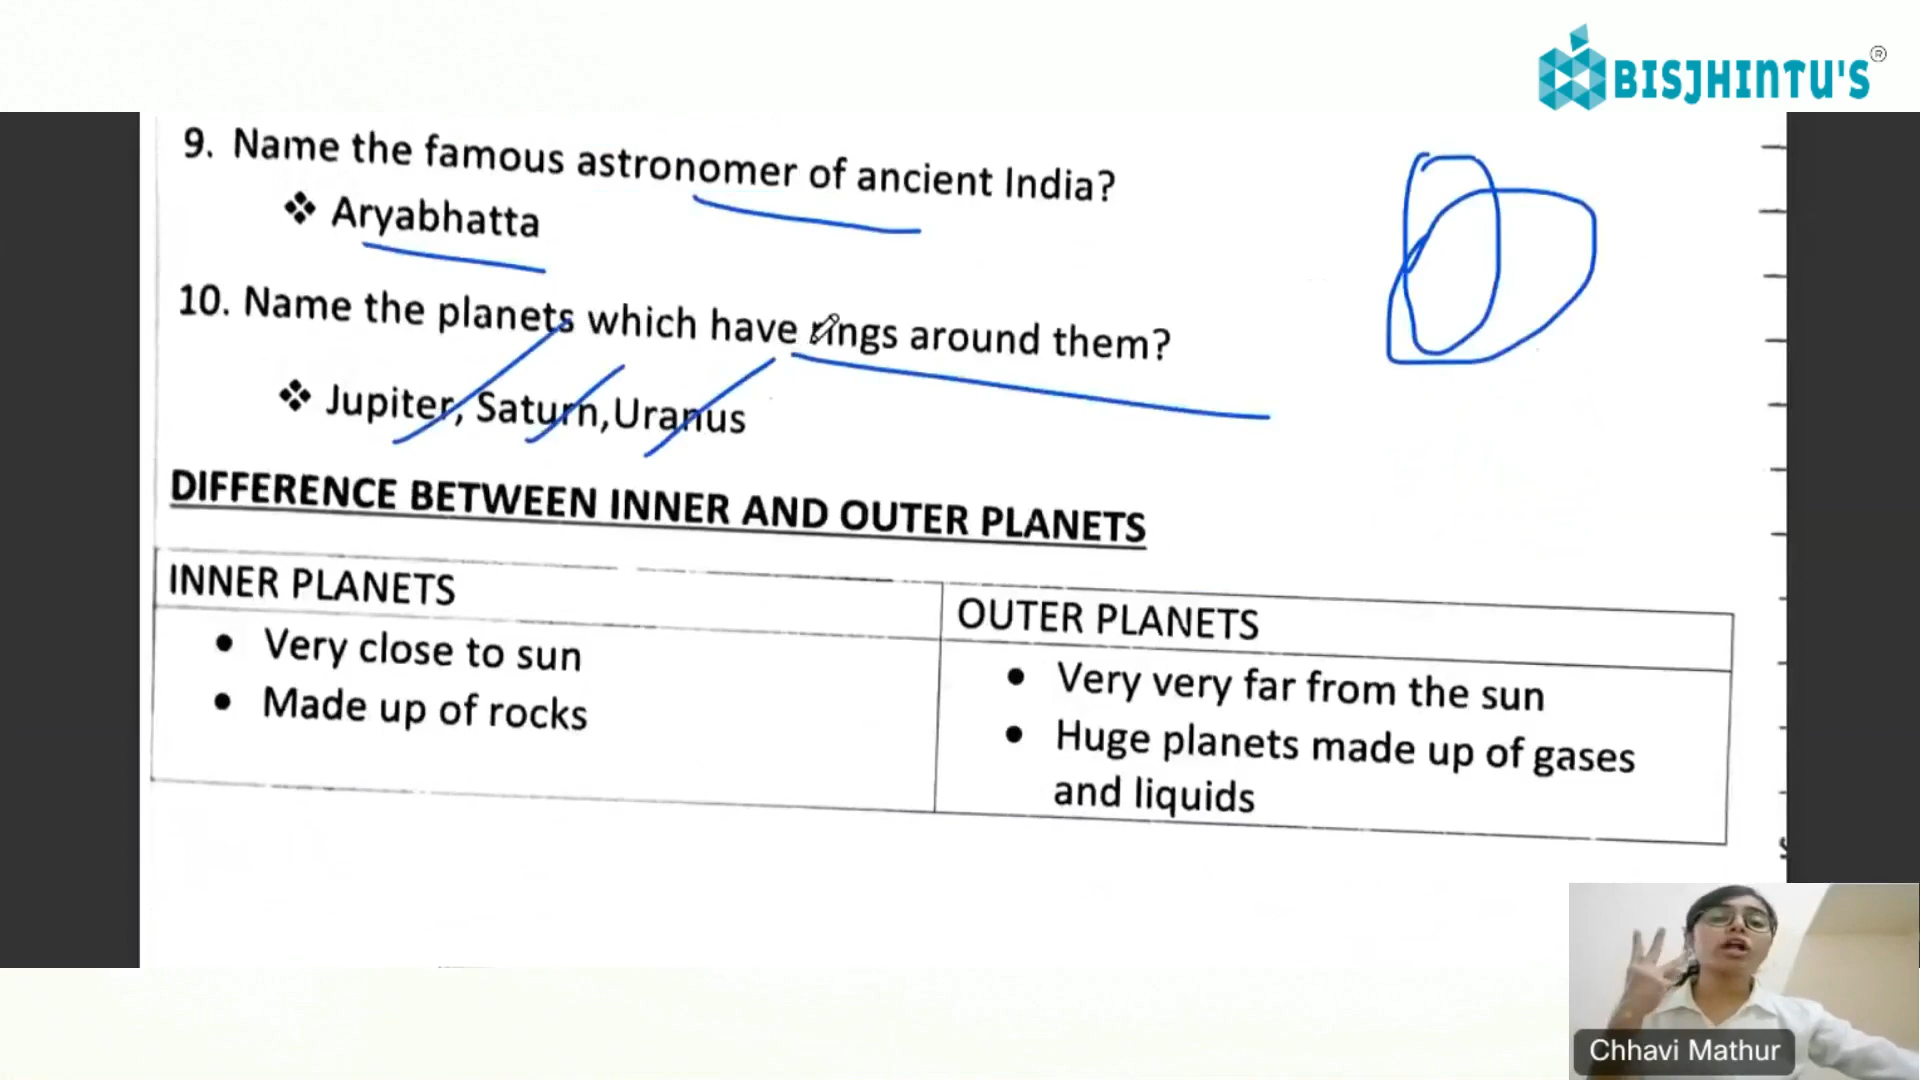 BISJHINTU'S®
9. Name the famous astronomer of ancient India?
❖ Aryabhatta
10. Name the planets which have rings around them?
❖ Jupiter, Saturn,Uranus
DIFFERENCE BETWEEN INNER AND OUTER PLANETS
INNER PLANETS
• Very close to sun
• Made up of rocks
OUTER PLANETS
• Very very far from the sun
• Huge planets made up of gases
and liquids
Chhavi Mathur